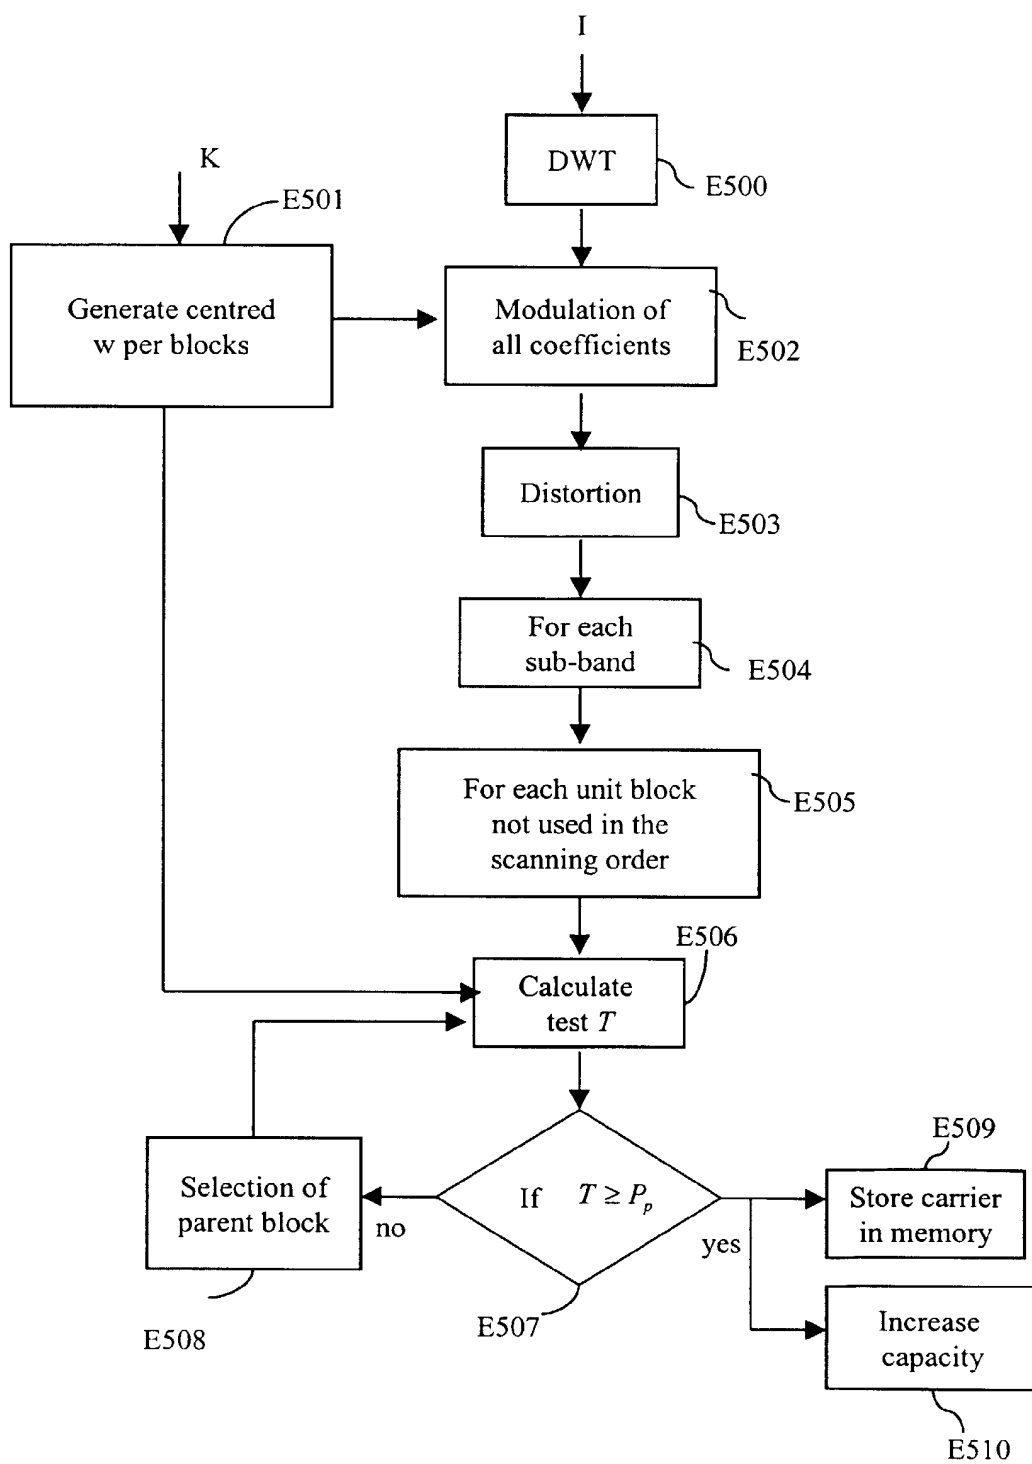 I
DWT
E500
K
E501
Generate centred
w per blocks
Modulation of
all coefficients
E502
Distortion
E503
For each
sub-band
E504
For each unit block
not used in the
scanning order
E505
E506
Calculate
test T
If T ≥ Pₚ
E507
no
yes
Selection of
parent block
E508
E509
Store carrier
in memory
Increase
capacity
E510